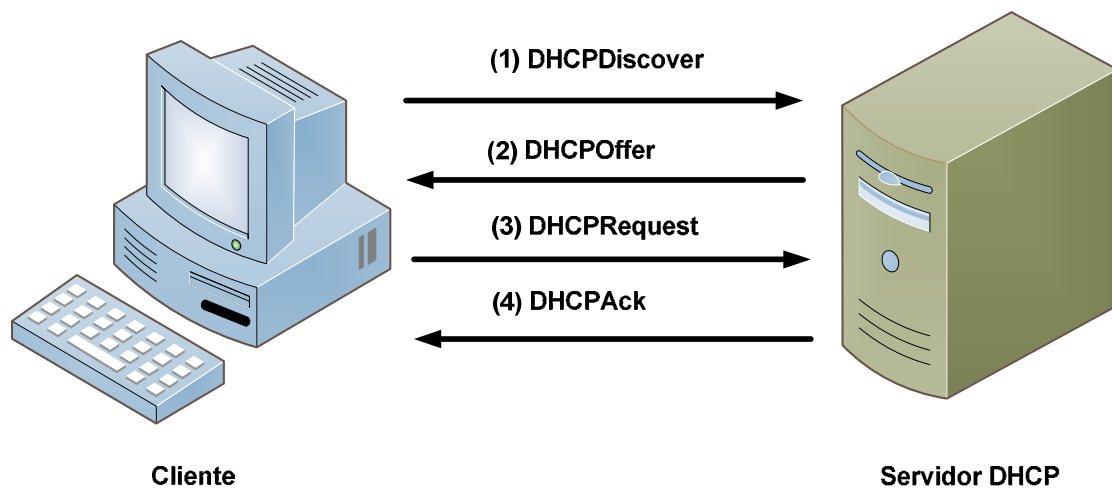 (1) DHCPDiscover
(2) DHCPOffer
(3) DHCPRequest
(4) DHCPAck
Cliente
Servidor DHCP